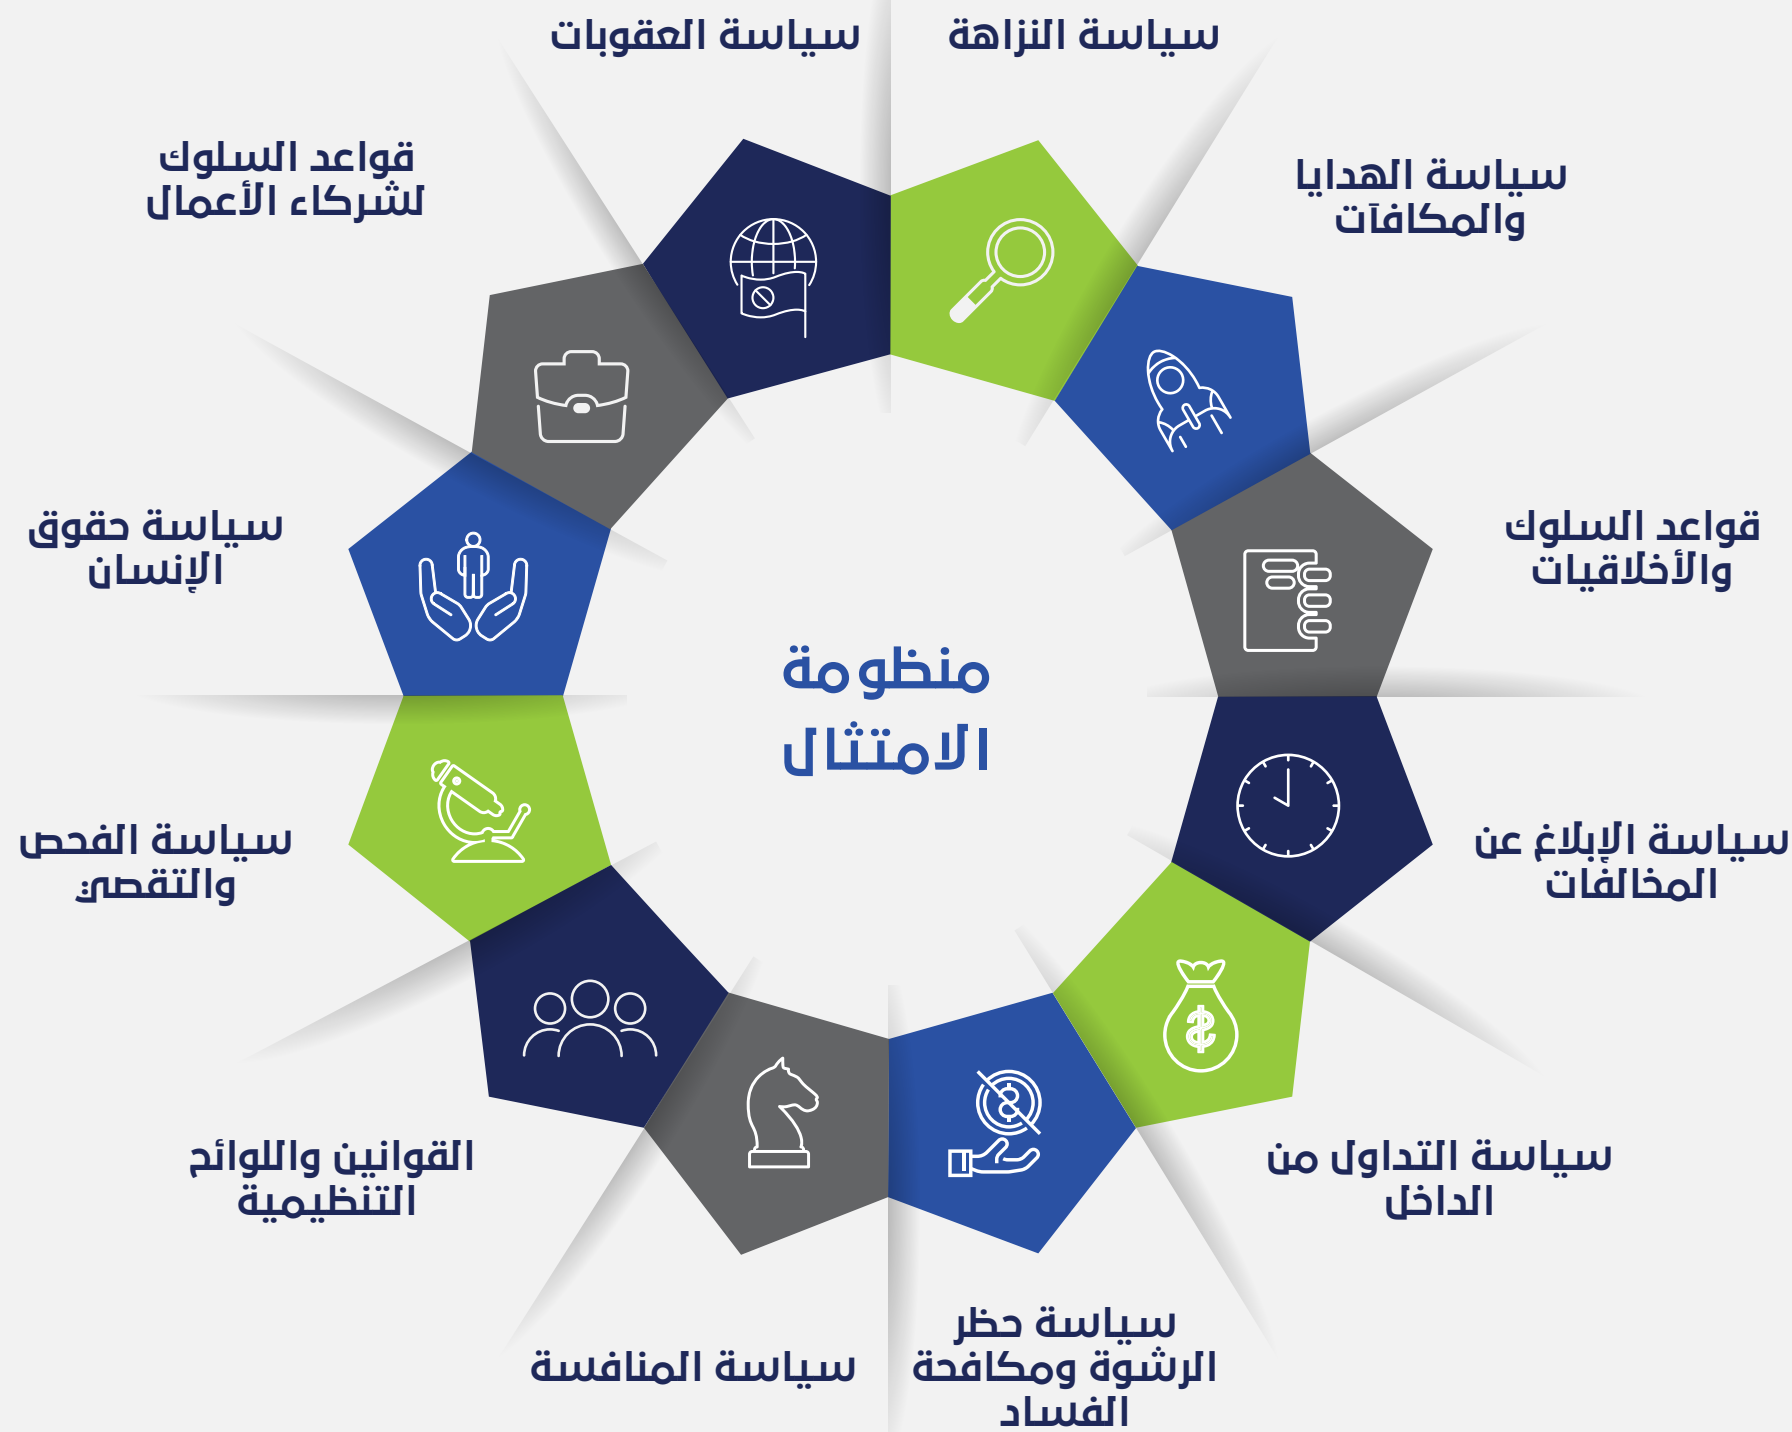 سياسة النزاهة
سياسة العقوبات
سياسة الهدايا
والمكافآت
قواعد السلوك
لشركاء الأعمال
قواعد السلوك
والأخلاقيات
سياسة حقوق
الإنسان
منظومة
الامتثال
سياسة الإبلاغ عن
المخالفات
سياسة الفحص
والتقصي
سياسة التداول من
الداخل
القوانين واللوائح
التنظيمية
سياسة حظر
الرشوة ومكافحة
الفساد
سياسة المنافسة